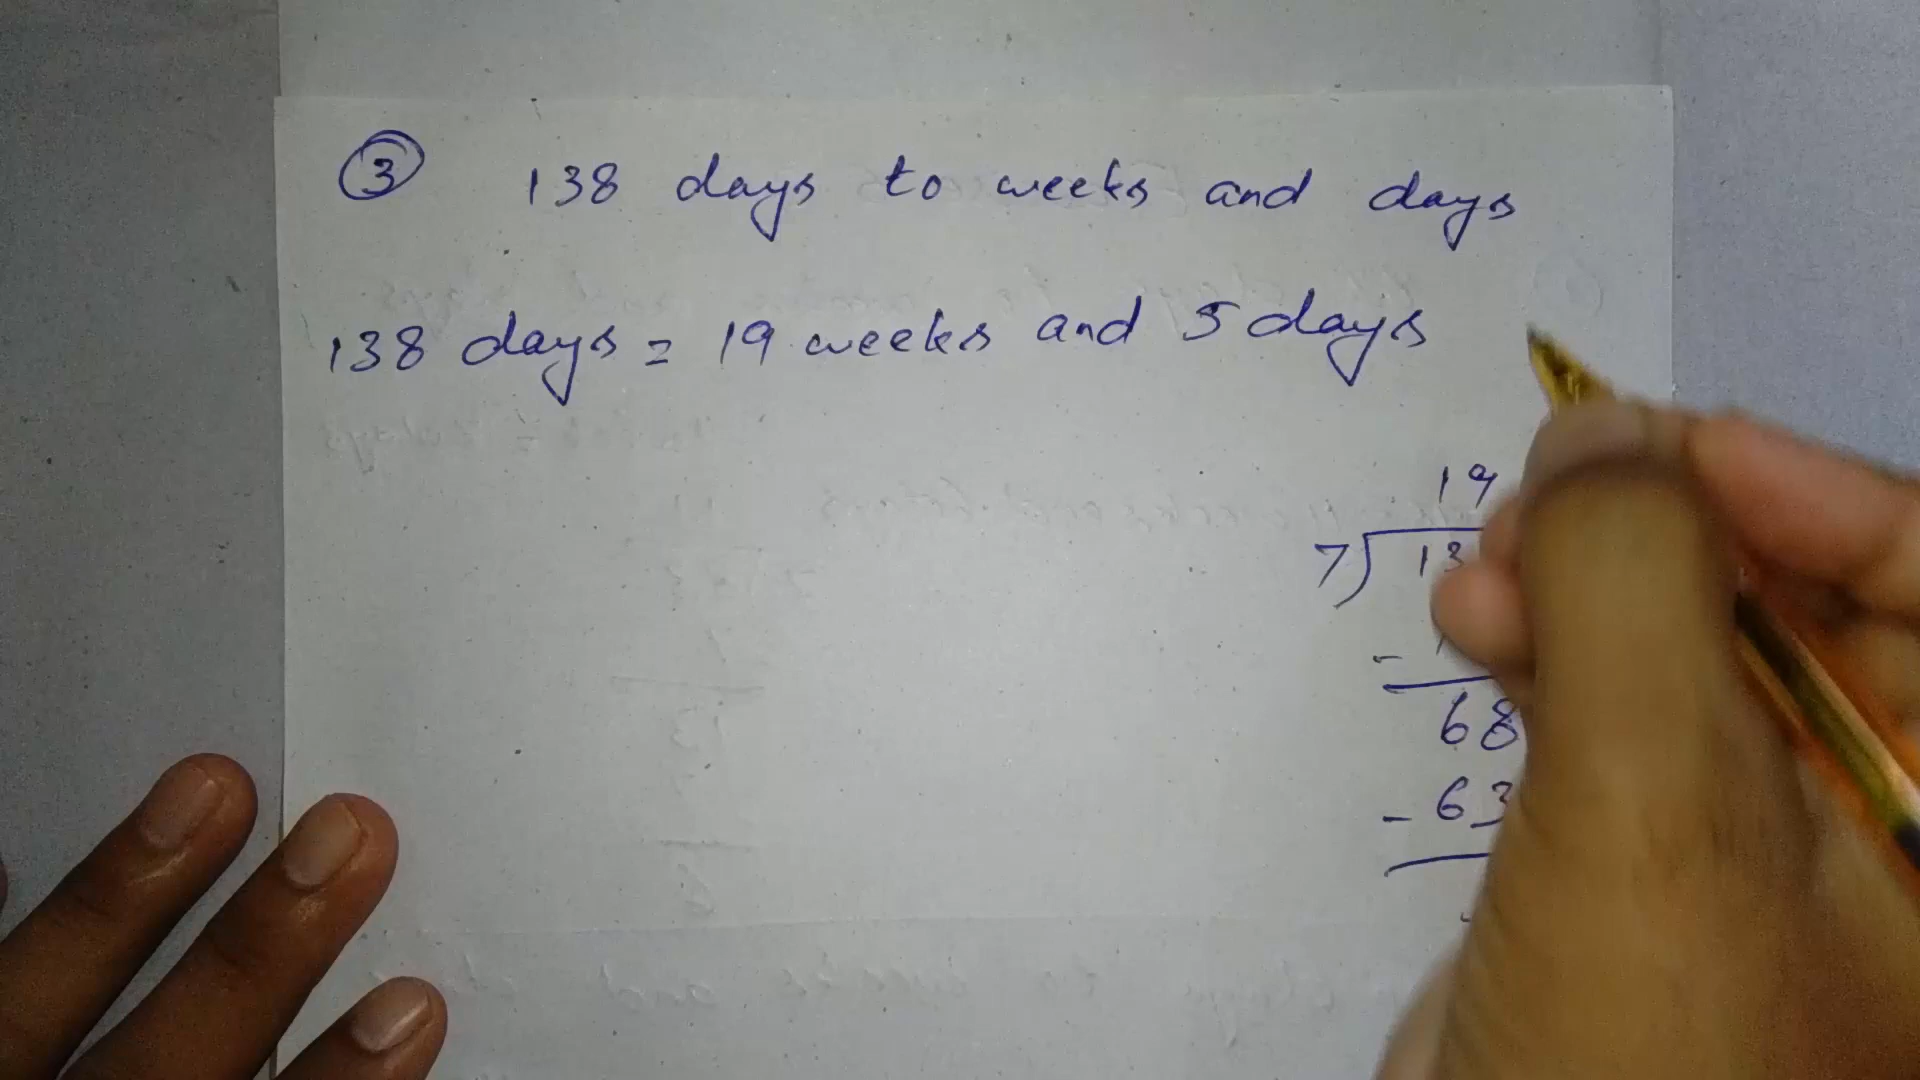 ③ 138 days to weeks and days
138 days = 19 weeks and 5 days
19
7) 13
-
68
- 63